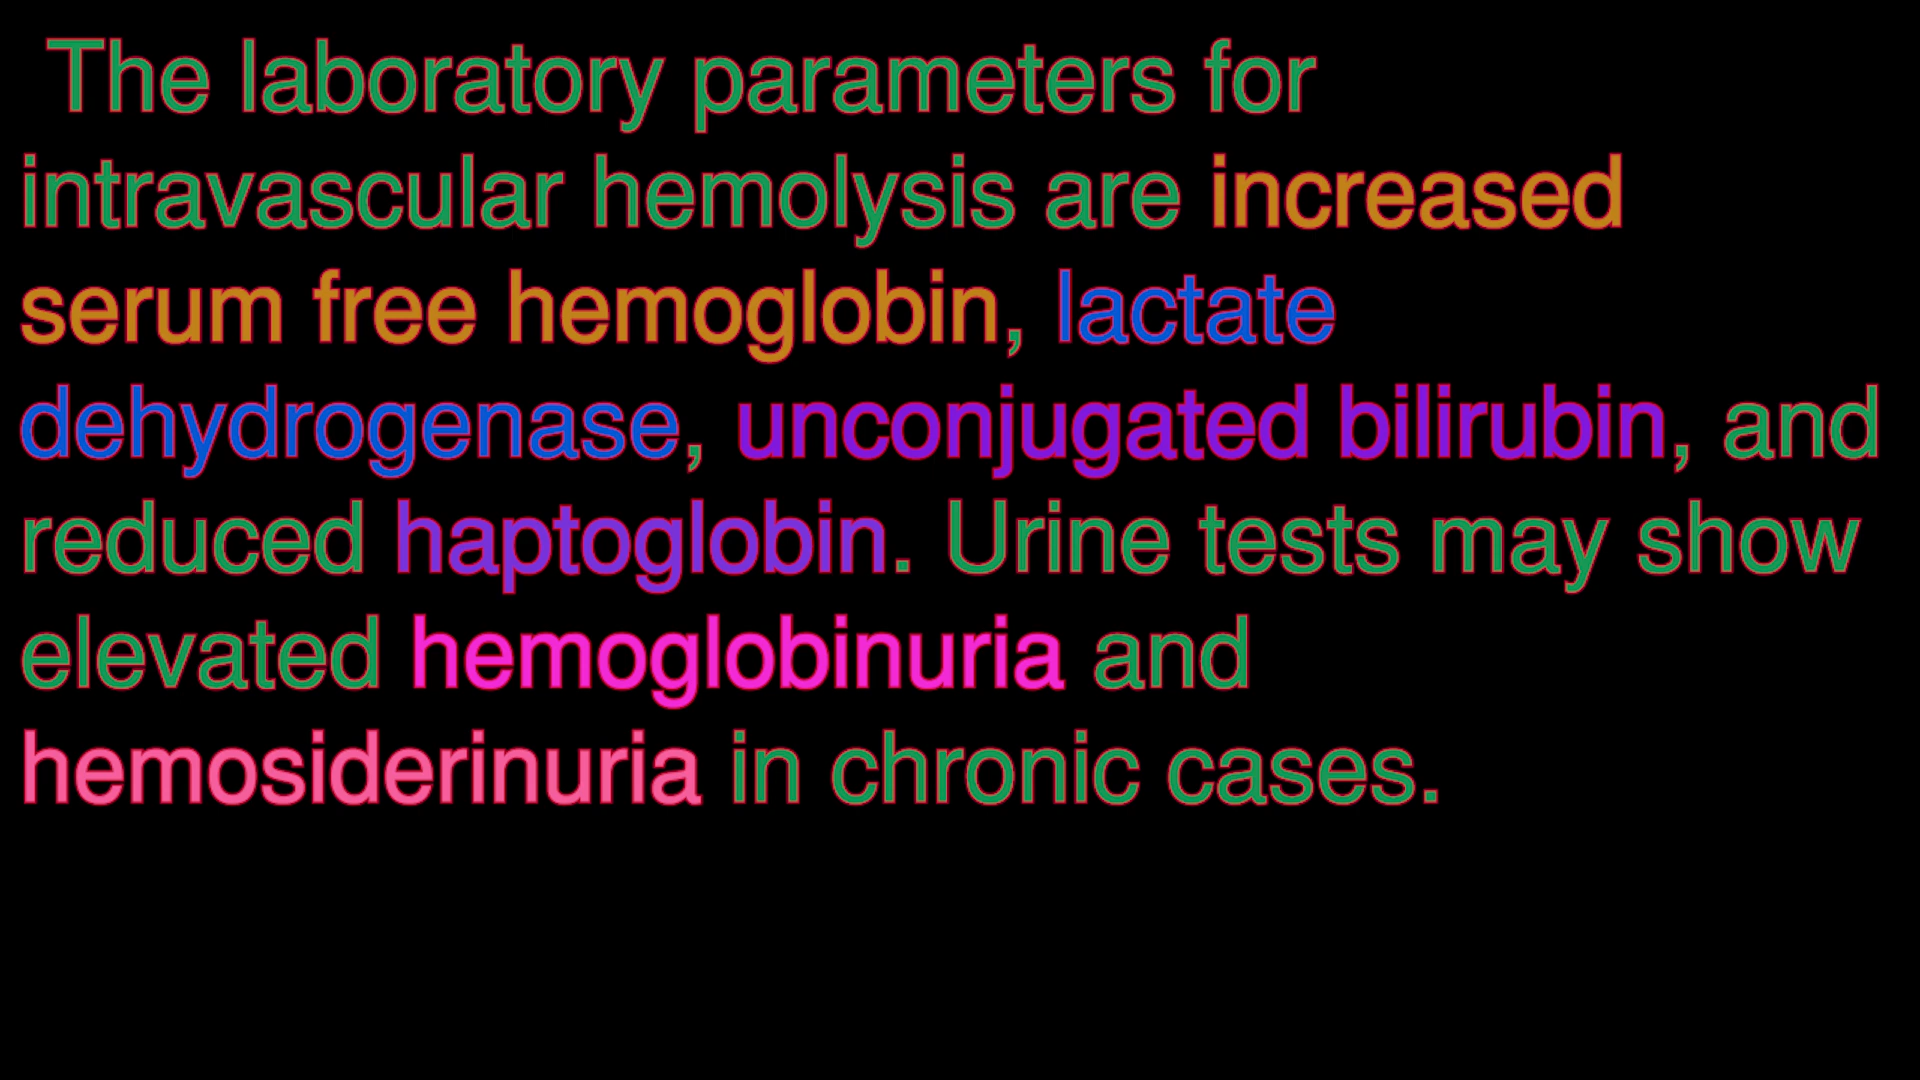 The laboratory parameters for
intravascular hemolysis are increased
serum free hemoglobin, lactate
dehydrogenase, unconjugated bilirubin, and
reduced haptoglobin. Urine tests may show
elevated hemoglobinuria and
hemosiderinuria in chronic cases.